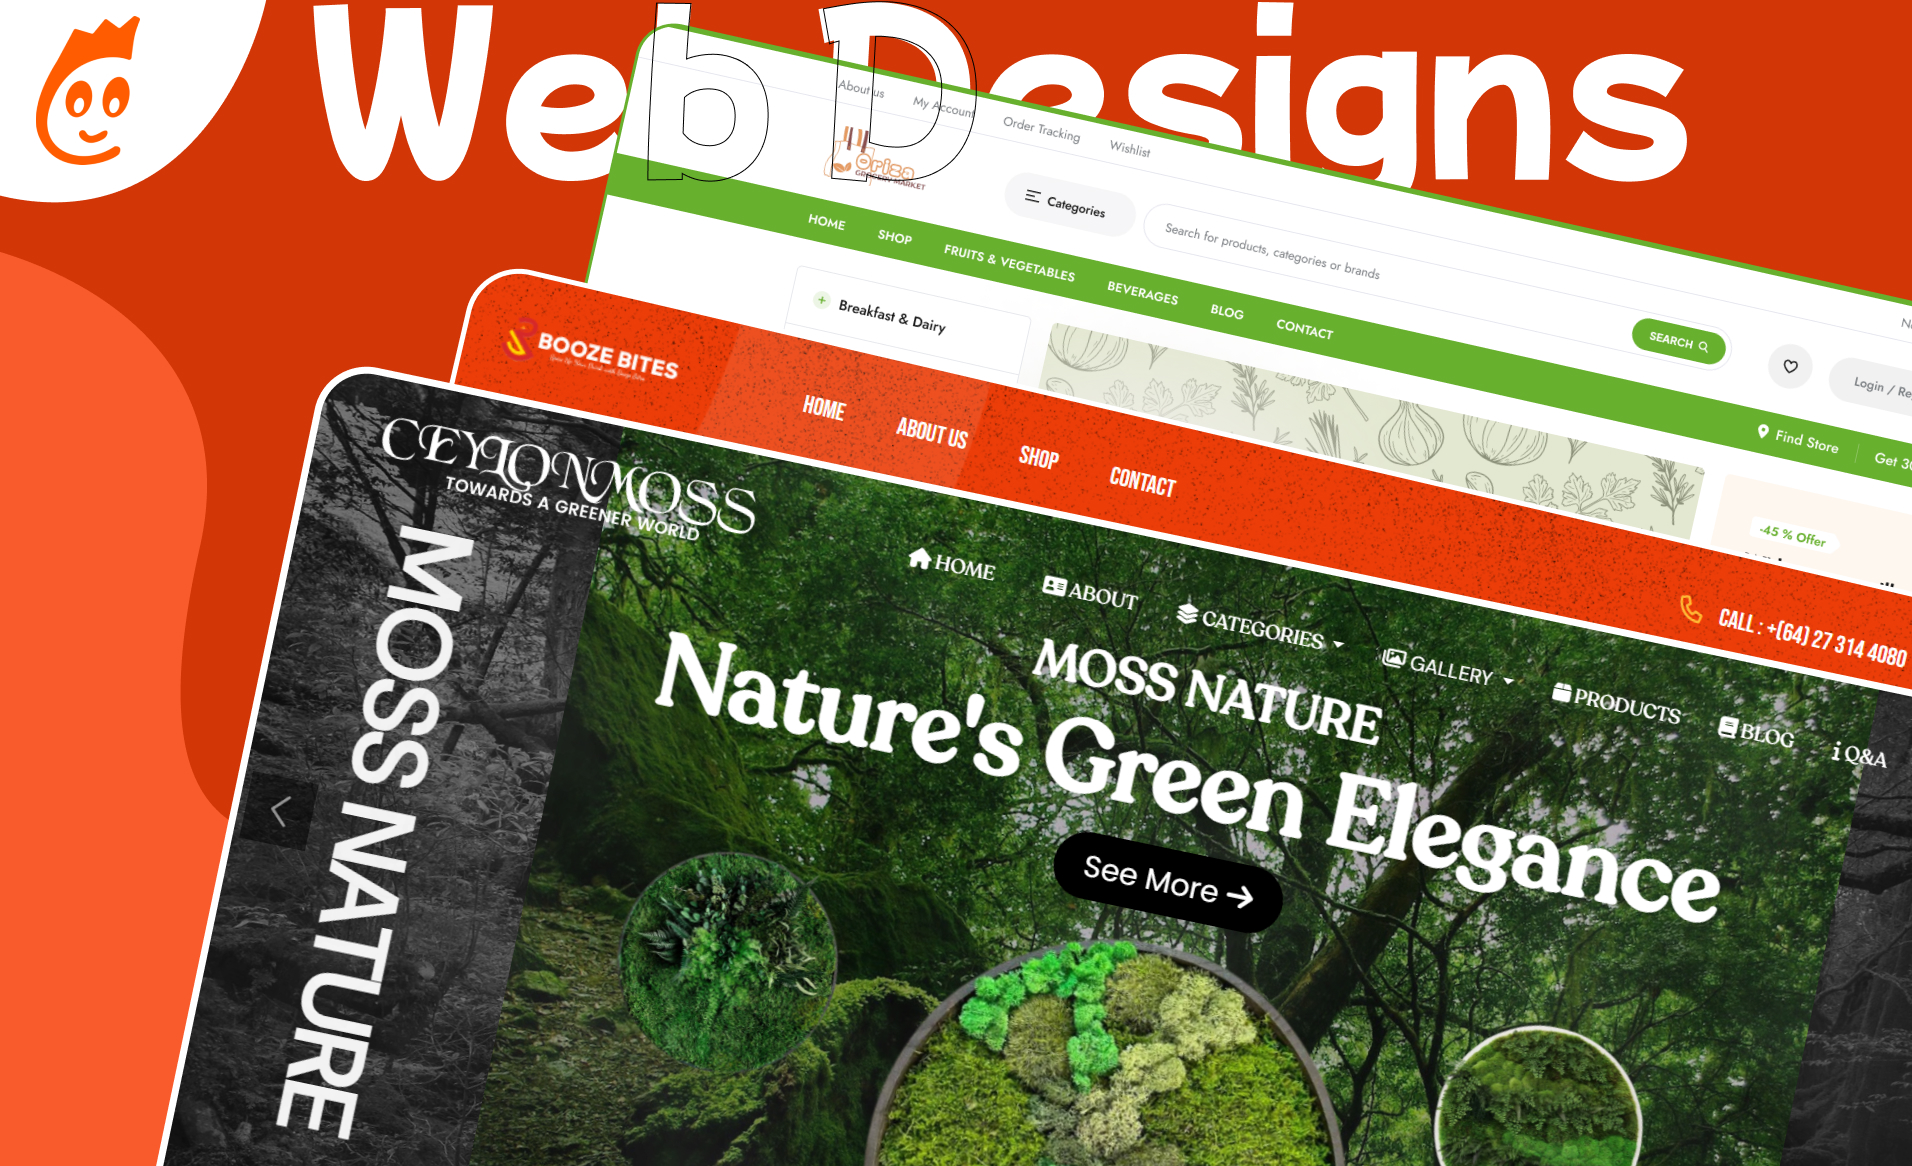 Web Designs
About us
My Account
Order Tracking
Wishlist
Orisa
GROCERY MARKET
Categories
Search for products, categories or brands
SEARCH
Login / Re
HOME
SHOP
FRUITS & VEGETABLES
BEVERAGES
BLOG
CONTACT
Find Store
Get 30
Breakfast & Dairy
-45 % Offer
BOOZE BITES
HOME
ABOUT US
SHOP
CONTACT
CALL : +(64) 27 314 4080
CEYLONMOSS
TOWARDS A GREENER WORLD
HOME
ABOUT
CATEGORIES
GALLERY
PRODUCTS
BLOG
Q&A
MOSS NATURE
MOSS NATURE
Nature's Green Elegance
See More